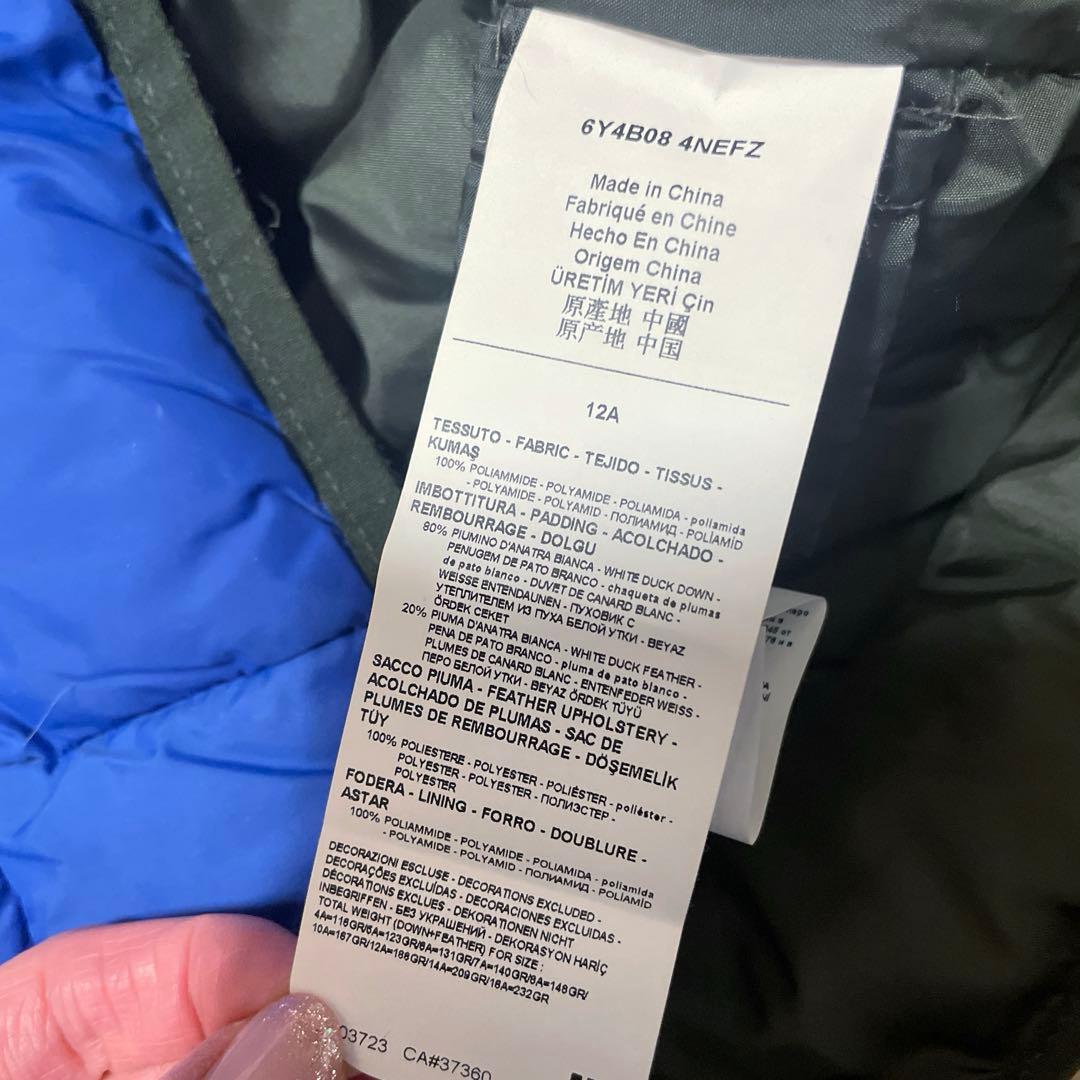 6Y4B08 4NEFZ
Made in China
Fabriqué en Chine
Hecho En China
Origem China
ÜRETİM YERİ Çin
原產地 中國
原产地 中国
12A
TESSUTO - FABRIC - TEJIDO - TISSUS -
KUMAŞ
100% POLIAMMIDE - POLYAMIDE - POLIAMIDA - poliamida
- POLYAMIDE - POLYAMID - ПОЛИАМИД - POLİAMİD
IMBOTTITURA - PADDING - ACOLCHADO -
REMBOURRAGE - DOLGU
80% PIUMINO D'ANATRA BIANCA - WHITE DUCK DOWN -
PENUGEM DE PATO BRANCO - chaqueta de plumas
de pato blanco - DUVET DE CANARD BLANC -
WEISSE ENTENDAUNEN - ПУХОВИК С
УТЕПЛИТЕЛЕМ ИЗ ПУХА БЕЛОЙ УТКИ - BEYAZ
ÖRDEK CEKET
20% PIUMA D'ANATRA BIANCA - WHITE DUCK FEATHER -
PENA DE PATO BRANCO - pluma de pato blanco -
PLUMES DE CANARD BLANC - ENTENFEDER WEISS -
ПЕРО БЕЛОЙ УТКИ - BEYAZ ÖRDEK TÜYÜ
SACCO PIUMA - FEATHER UPHOLSTERY -
ACOLCHADO DE PLUMAS - SAC DE
PLUMES DE REMBOURRAGE - DÖŞEMELİK
TÜY
100% POLIESTERE - POLYESTER - POLIÉSTER - poliéster -
POLYESTER - POLYESTER - ПОЛИЭСТЕР -
POLYESTER
FODERA - LINING - FORRO - DOUBLURE -
ASTAR
100% POLIAMMIDE - POLYAMIDE - POLIAMIDA - poliamida
- POLYAMIDE - POLYAMID - ПОЛИАМИД - POLİAMİD
DECORAZIONI ESCLUSE - DECORATIONS EXCLUDED -
DECORAÇÕES EXCLUÍDAS - DECORACIONES EXCLUIDAS -
DÉCORATIONS EXCLUES - DEKORATIONEN NICHT
INBEGRIFFEN - БЕЗ УКРАШЕНИЙ - DEKORASYON HARİÇ
TOTAL WEIGHT (DOWN+FEATHER) FOR SIZE :
4A=116GR/5A=123GR/6A=131GR/7A=140GR/8A=148GR/
10A=167GR/12A=186GR/14A=209GR/16A=232GR
03723 CA#37360